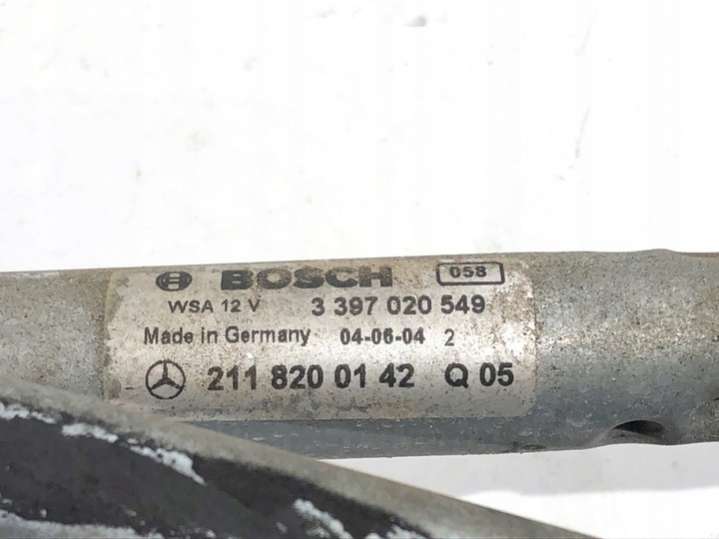 BOSCH 058
WSA 12 V 3 397 020 549
Made in Germany 04-06-04 2
211 820 01 42 Q 05